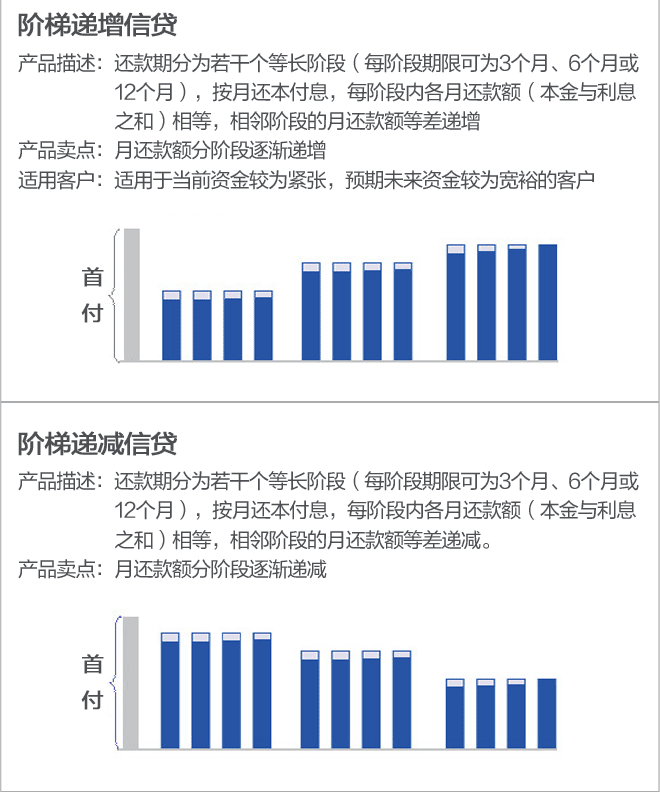 阶梯递增信贷
产品描述：还款期分为若干个等长阶段（每阶段期限可为3个月、6个月或
12个月），按月还本付息，每阶段内各月还款额（本金与利息
之和）相等，相邻阶段的月还款额等差递增
产品卖点：月还款额分阶段逐渐递增
适用客户：适用于当前资金较为紧张，预期未来资金较为宽裕的客户
首
付
阶梯递减信贷
产品描述：还款期分为若干个等长阶段（每阶段期限可为3个月、6个月或
12个月），按月还本付息，每阶段内各月还款额（本金与利息
之和）相等，相邻阶段的月还款额等差递减。
产品卖点：月还款额分阶段逐渐递减
首
付